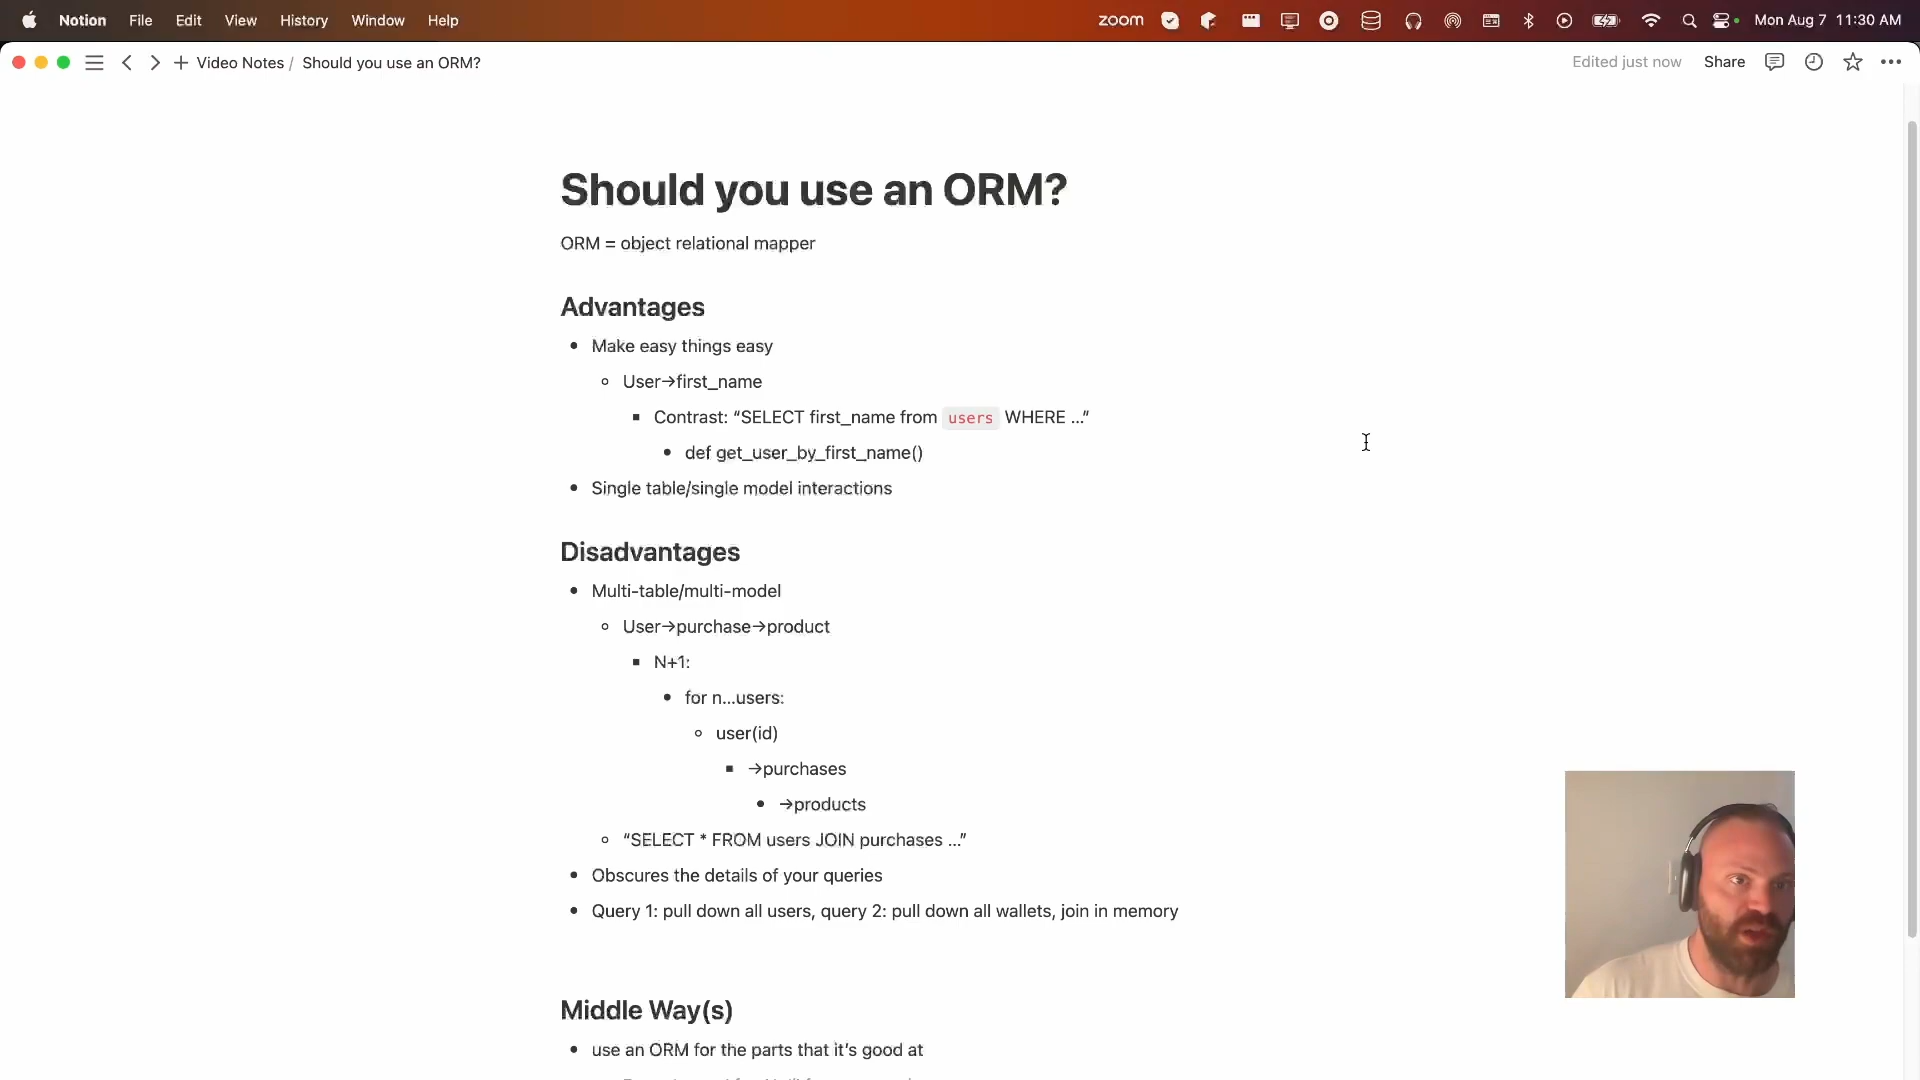 Notion File Edit View History Window Help zoom Mon Aug 7 11:30 AM
Video Notes / Should you use an ORM? Edited just now Share
Should you use an ORM?
ORM = object relational mapper
Advantages
Make easy things easy
User→first_name
Contrast: “SELECT first_name from users WHERE …”
def get_user_by_first_name()
Single table/single model interactions
Disadvantages
Multi-table/multi-model
User→purchase→product
N+1:
for n…users:
user(id)
→purchases
→products
“SELECT * FROM users JOIN purchases …”
Obscures the details of your queries
Query 1: pull down all users, query 2: pull down all wallets, join in memory
Middle Way(s)
use an ORM for the parts that it’s good at